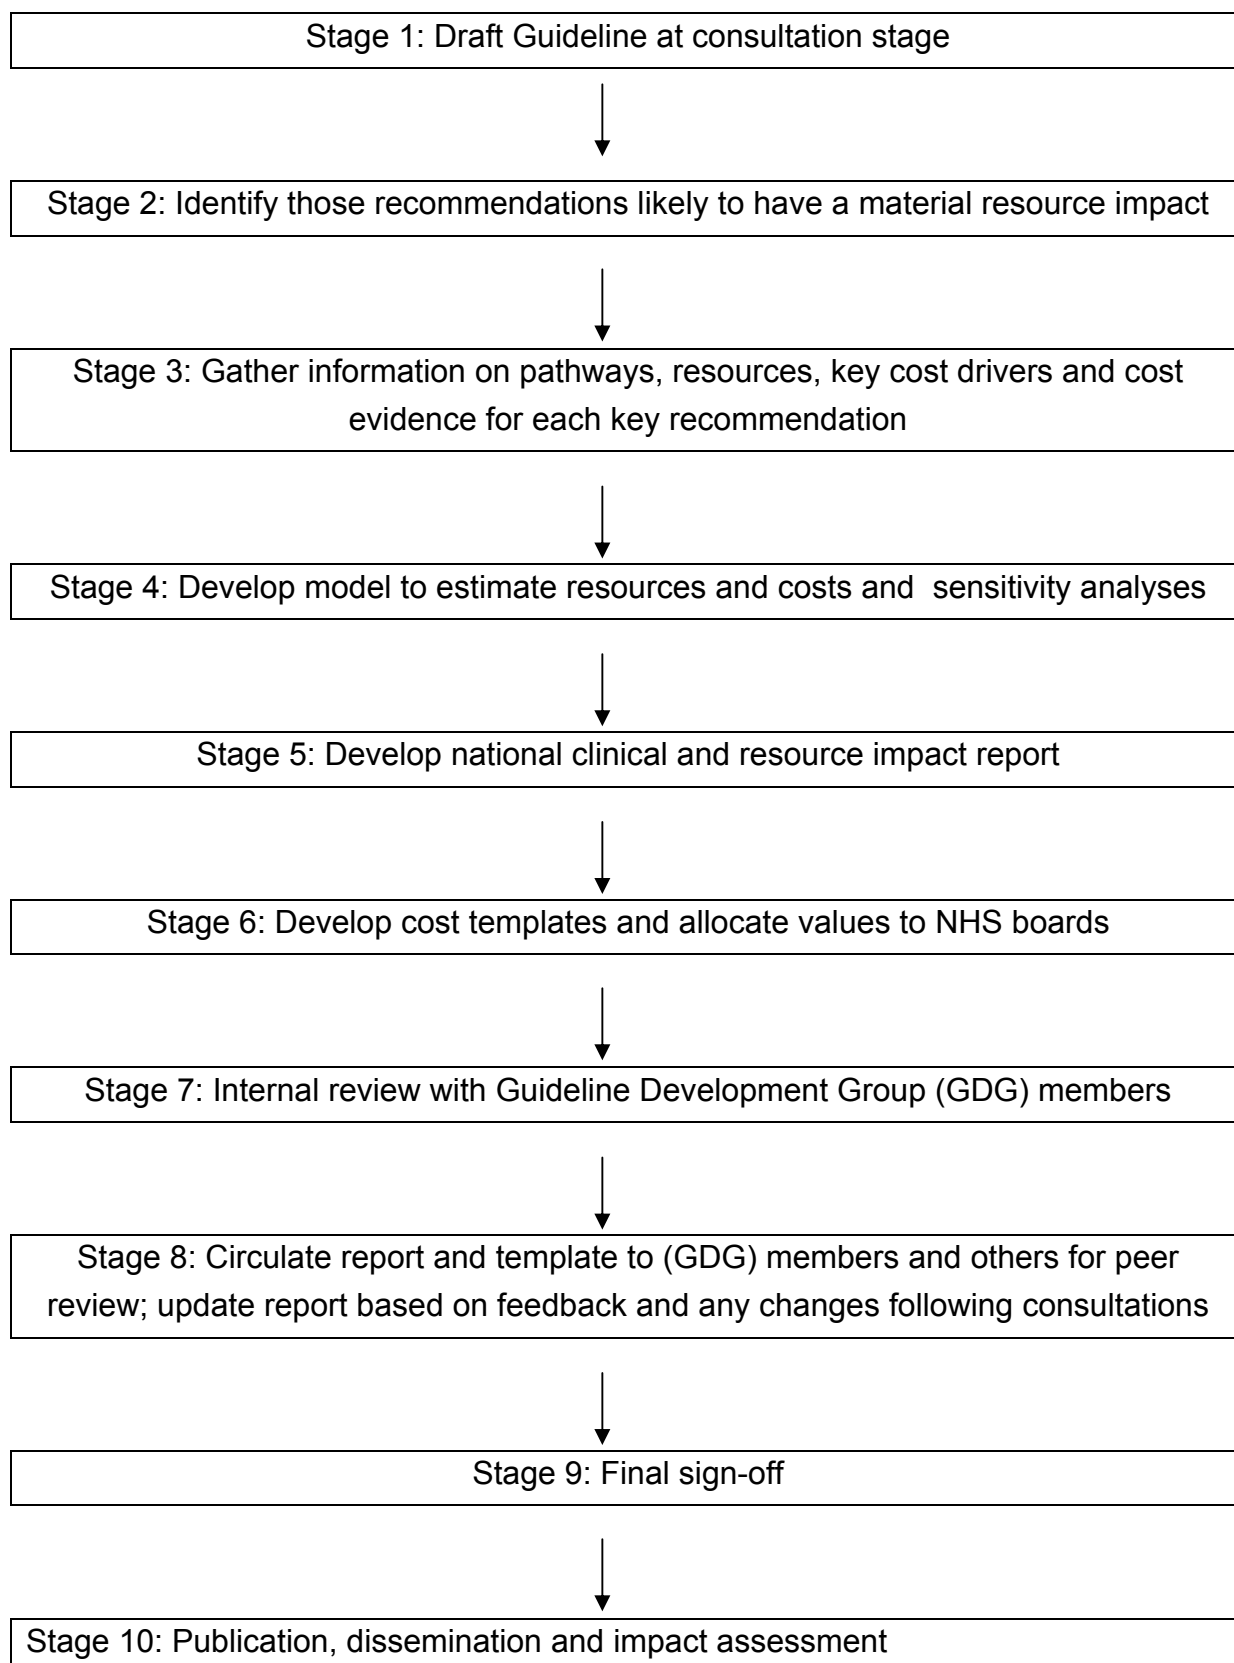 Stage 1: Draft Guideline at consultation stage
Stage 2: Identify those recommendations likely to have a material resource impact
Stage 3: Gather information on pathways, resources, key cost drivers and cost
evidence for each key recommendation
Stage 4: Develop model to estimate resources and costs and  sensitivity analyses
Stage 5: Develop national clinical and resource impact report
Stage 6: Develop cost templates and allocate values to NHS boards
Stage 7: Internal review with Guideline Development Group (GDG) members
Stage 8: Circulate report and template to (GDG) members and others for peer
review; update report based on feedback and any changes following consultations
Stage 9: Final sign-off
Stage 10: Publication, dissemination and impact assessment